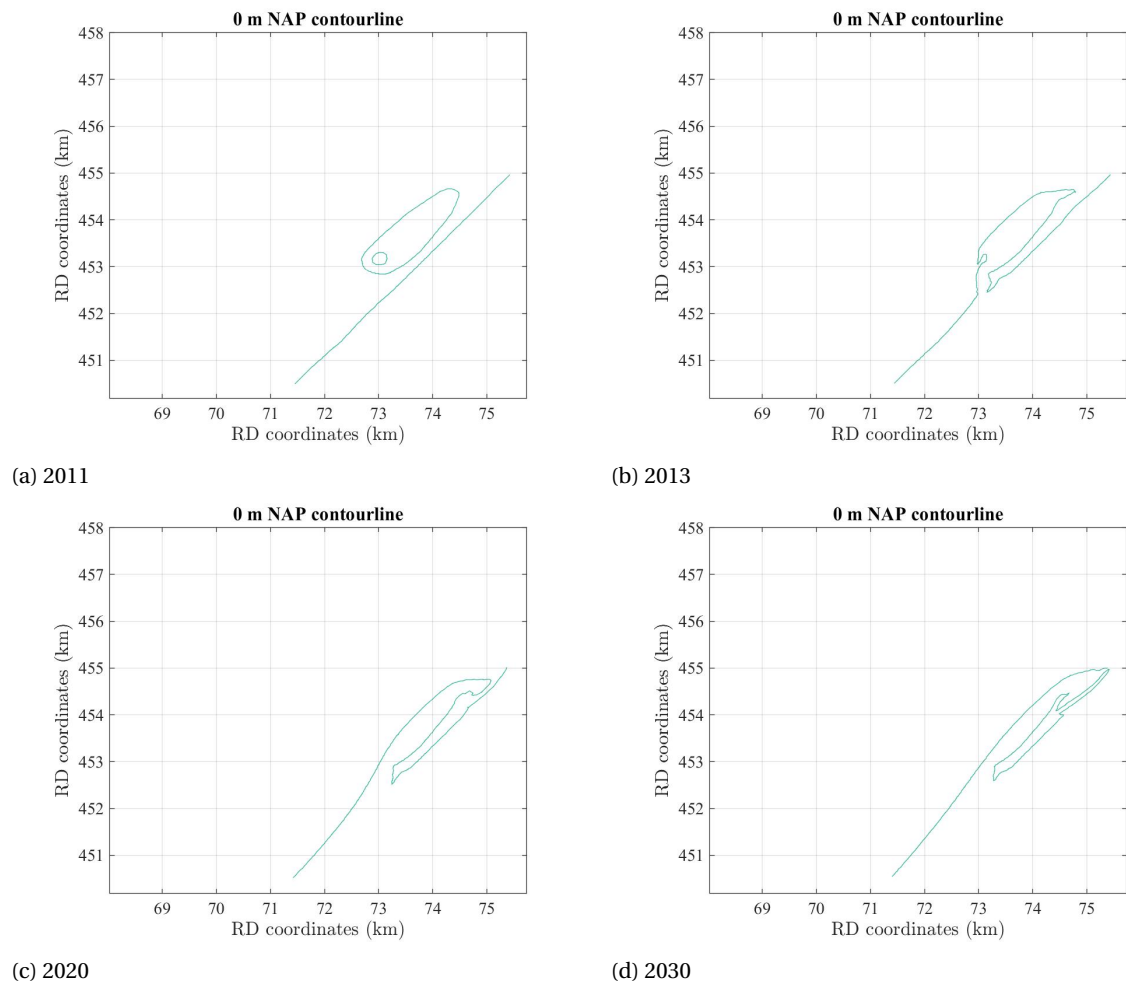 0 m NAP contourline
458
457
456
455
454
453
452
451
RD coordinates (km)
69 70 71 72 73 74 75
RD coordinates (km)
(a) 2011
0 m NAP contourline
458
457
456
455
454
453
452
451
RD coordinates (km)
69 70 71 72 73 74 75
RD coordinates (km)
(b) 2013
0 m NAP contourline
458
457
456
455
454
453
452
451
RD coordinates (km)
69 70 71 72 73 74 75
RD coordinates (km)
(c) 2020
0 m NAP contourline
458
457
456
455
454
453
452
451
RD coordinates (km)
69 70 71 72 73 74 75
RD coordinates (km)
(d) 2030